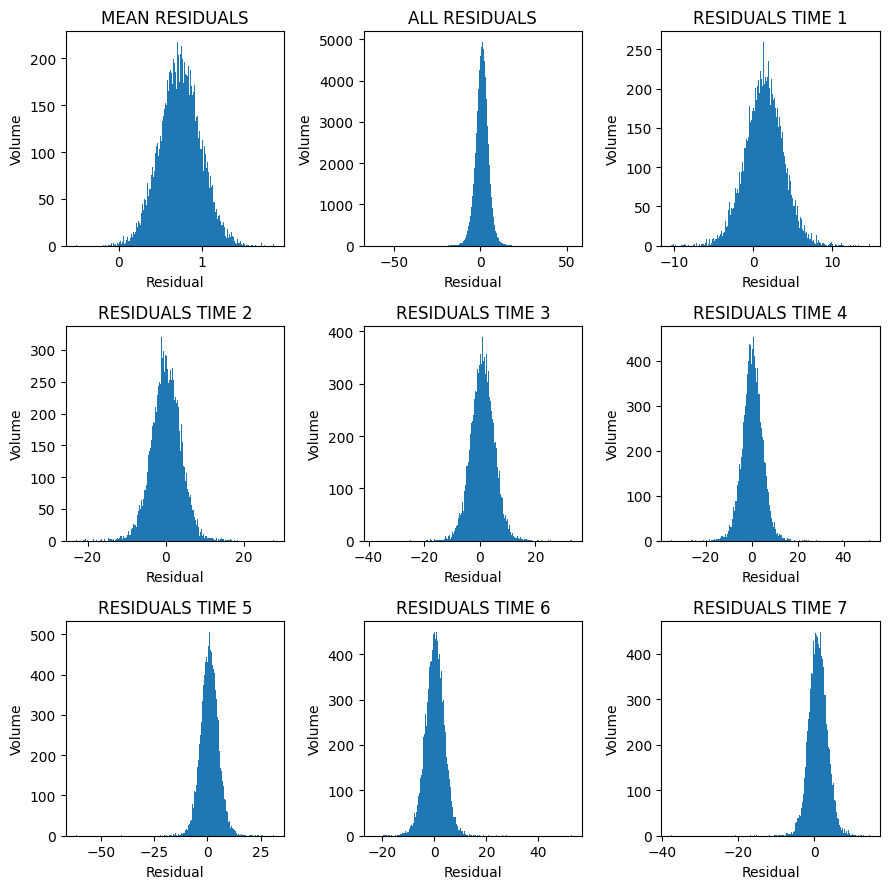 MEAN RESIDUALS
Volume
200
150
100
50
0
0 1
Residual
ALL RESIDUALS
Volume
5000
4000
3000
2000
1000
0
−50 0 50
Residual
RESIDUALS TIME 1
Volume
250
200
150
100
50
0
−10 0 10
Residual
RESIDUALS TIME 2
Volume
300
250
200
150
100
50
0
−20 0 20
Residual
RESIDUALS TIME 3
Volume
400
300
200
100
0
−40 −20 0 20
Residual
RESIDUALS TIME 4
Volume
400
300
200
100
0
−20 0 20 40
Residual
RESIDUALS TIME 5
Volume
500
400
300
200
100
0
−50 −25 0 25
Residual
RESIDUALS TIME 6
Volume
400
300
200
100
0
−20 0 20 40
Residual
RESIDUALS TIME 7
Volume
400
300
200
100
0
−40 −20 0
Residual